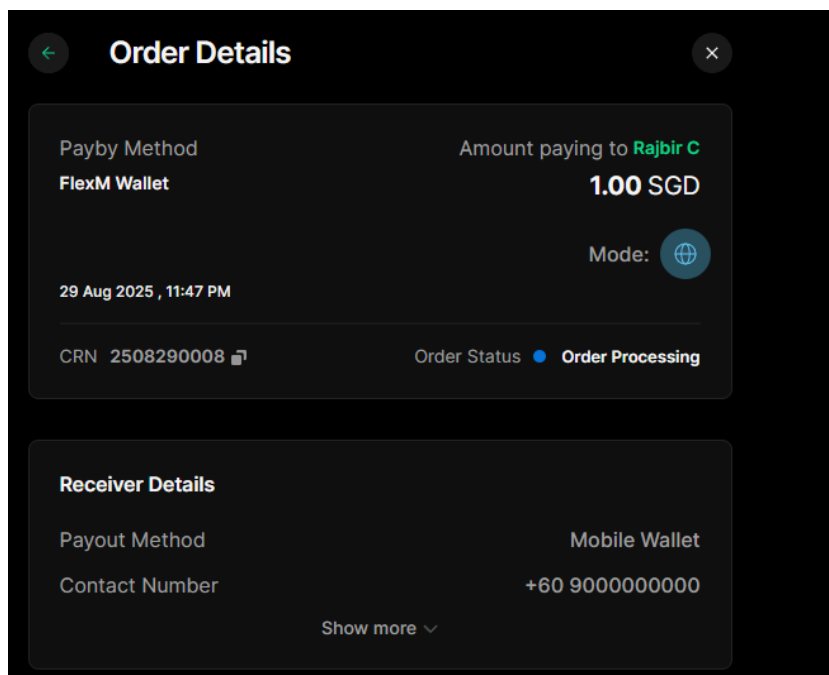 Order Details
Payby Method
Amount paying to Rajbir C
FlexM Wallet
1.00 SGD
Mode:
29 Aug 2025 , 11:47 PM
CRN 2508290008
Order Status Order Processing
Receiver Details
Payout Method Mobile Wallet
Contact Number +60 9000000000
Show more